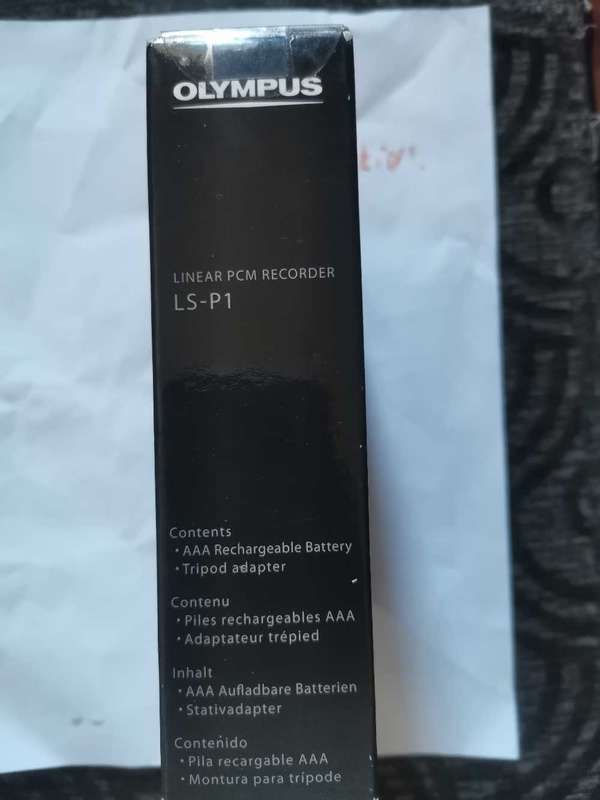 OLYMPUS
LINEAR PCM RECORDER
LS-P1
Contents
• AAA Rechargeable Battery
• Tripod adapter
Contenu
• Piles rechargeables AAA
• Adaptateur trépied
Inhalt
• AAA Aufladbare Batterien
• Stativadapter
Contenido
• Pila recargable AAA
• Montura para trípode